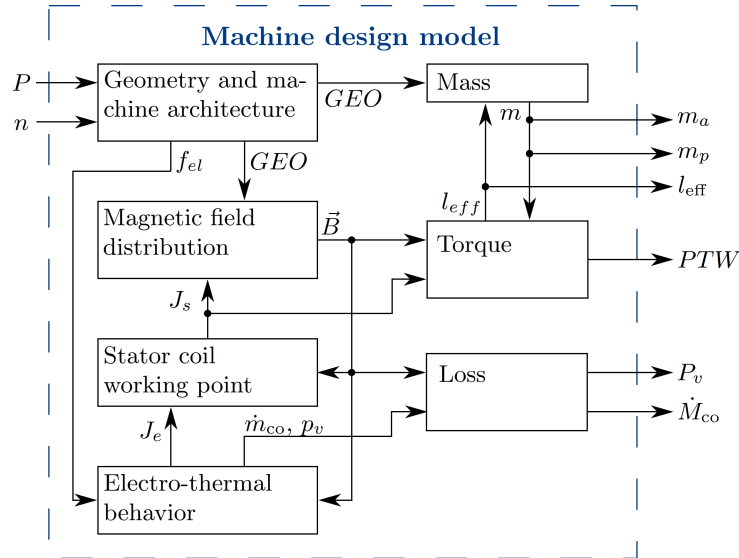 Machine design model
P
n
Geometry and ma-
chine architecture
GEO
Mass
m
m_a
m_p
l_eff
f_el
GEO
l_eff
Magnetic field
distribution
B⃗
Torque
PTW
J_s
Stator coil
working point
Loss
P_v
Ṁ_co
J_e
ṁ_co, p_v
Electro-thermal
behavior